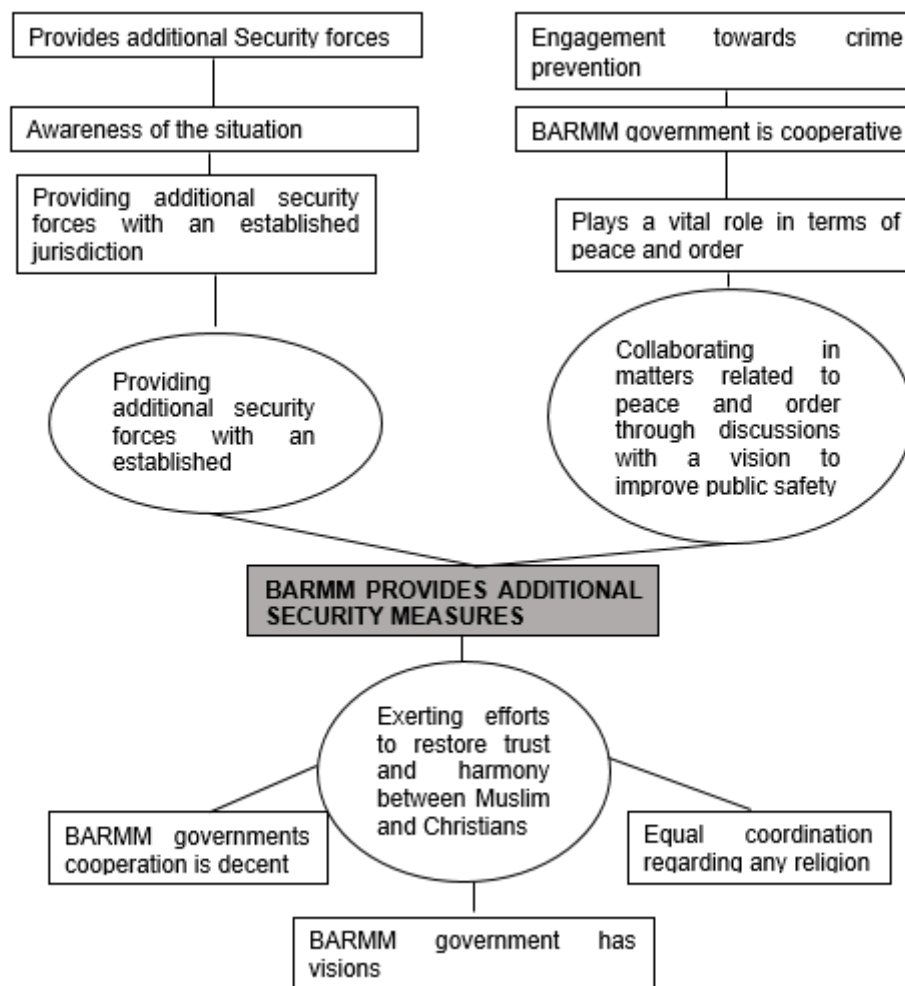 Provides additional Security forces
Awareness of the situation
Providing additional security
forces with an established
jurisdiction
Providing
additional security
forces with an
established
Engagement towards crime
prevention
BARMM government is cooperative
Plays a vital role in terms of
peace and order
Collaborating in
matters related to
peace and order
through discussions
with a vision to
improve public safety
BARMM PROVIDES ADDITIONAL
SECURITY MEASURES
Exerting efforts
to restore trust
and harmony
between Muslim
and Christians
BARMM governments
cooperation is decent
Equal coordination
regarding any religion
BARMM government has
visions